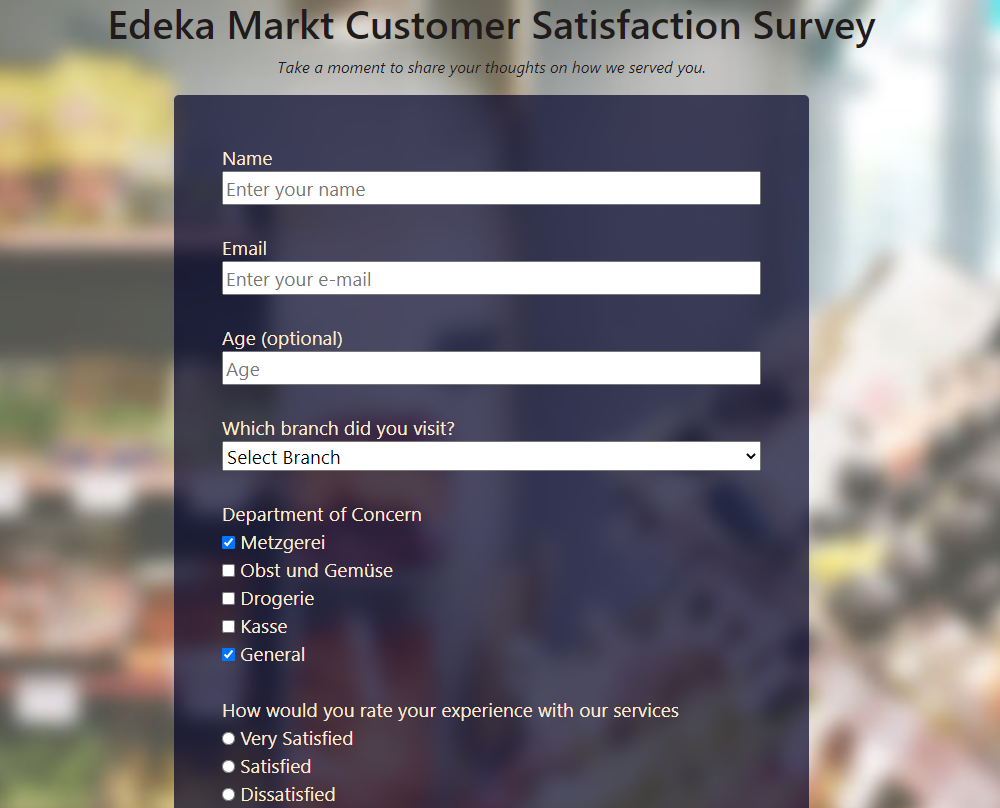 Edeka Markt Customer Satisfaction Survey
Take a moment to share your thoughts on how we served you.
Name
Enter your name
Email
Enter your e-mail
Age (optional)
Age
Which branch did you visit?
Select Branch
Department of Concern
Metzgerei
Obst und Gemüse
Drogerie
Kasse
General
How would you rate your experience with our services
Very Satisfied
Satisfied
Dissatisfied